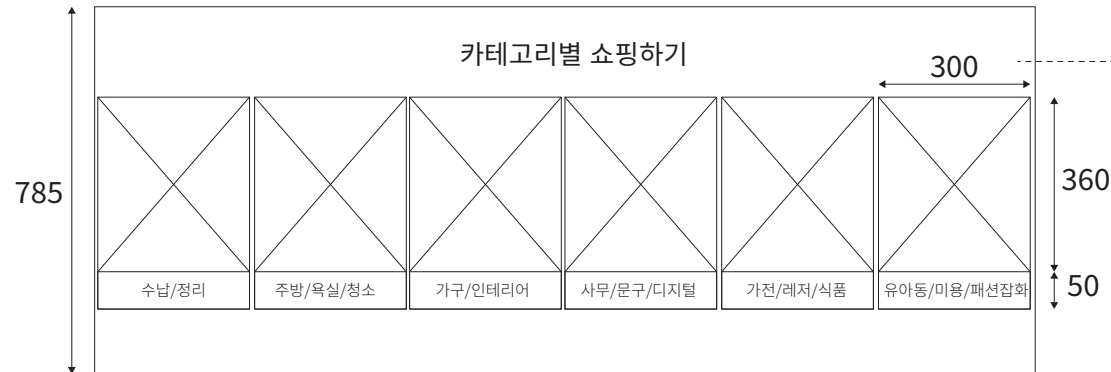 카테고리별 쇼핑하기
300
785
360
수납/정리
주방/욕실/청소
가구/인테리어
사무/문구/디지털
가전/레저/식품
유아동/미용/패션잡화
50